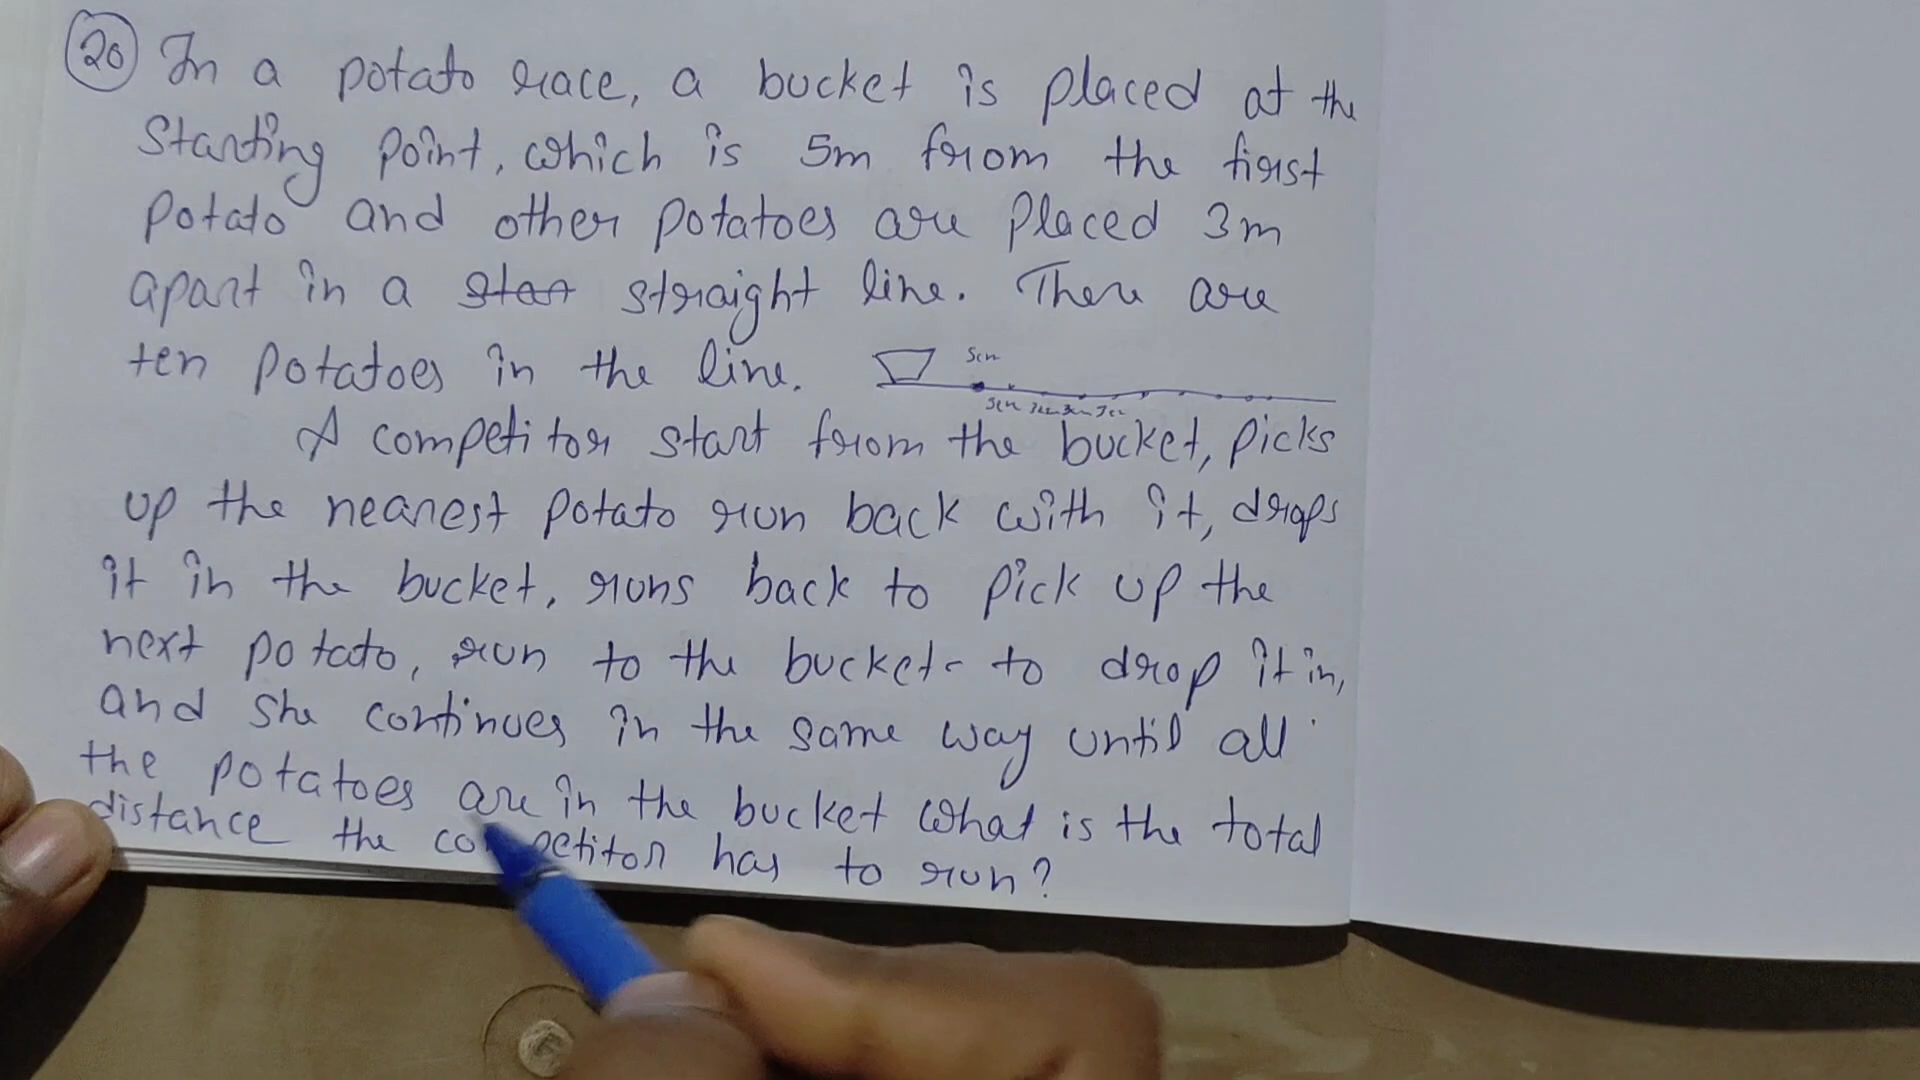 20 In a potato race, a bucket is placed at the
Starting point, which is 5m from the first
potato and other potatoes are placed 3m
apart in a straight line. There are
ten potatoes in the line.
A competitor start from the bucket, picks
up the nearest potato run back with it, drops
it in the bucket, runs back to pick up the
next potato, run to the bucket to drop it in,
and she continues in the same way until all
the potatoes are in the bucket what is the total
distance the competitor has to run?